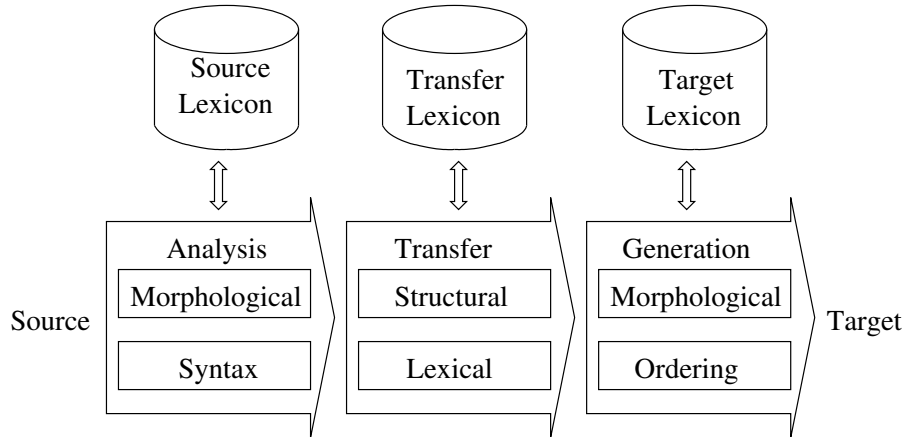 Source
Lexicon
Transfer
Lexicon
Target
Lexicon
Analysis
Morphological
Syntax
Transfer
Structural
Lexical
Generation
Morphological
Ordering
Source
Target